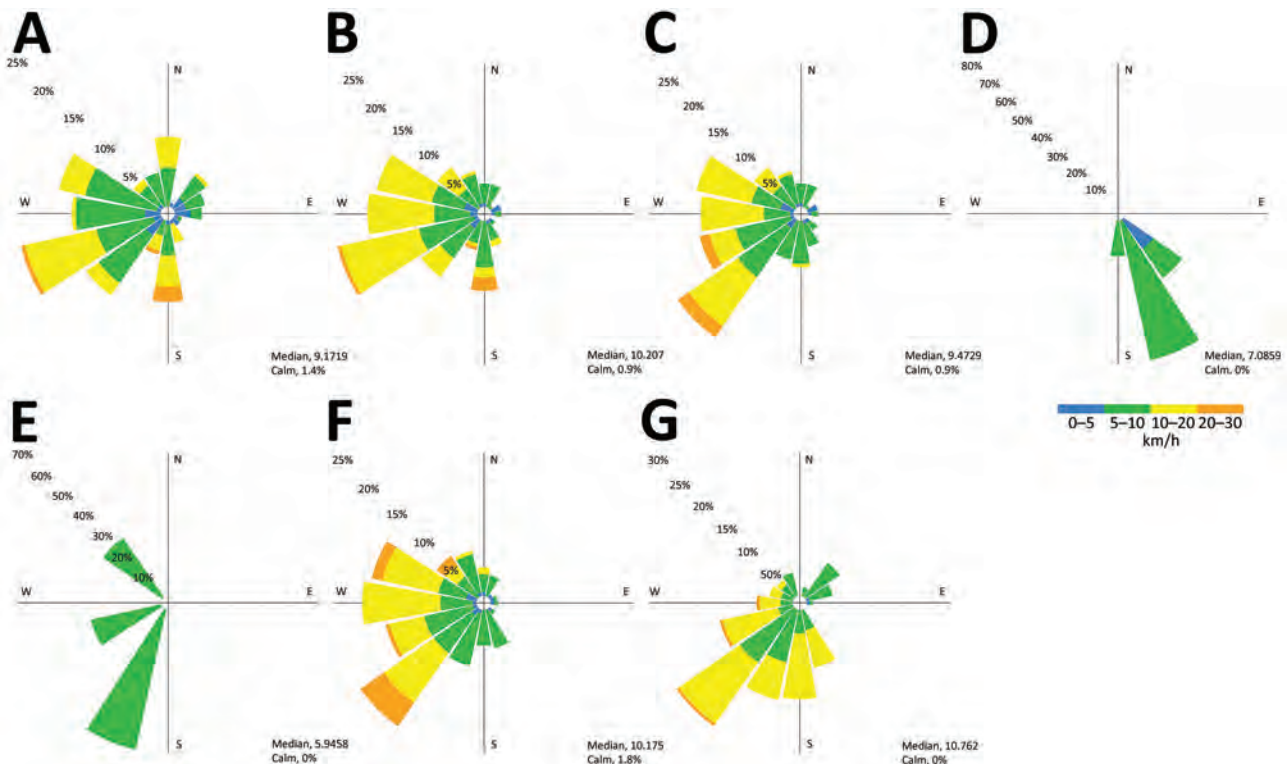 A
N
25%
20%
15%
10%
5%
W
E
S
Median, 9.1719
Calm, 1.4%
B
N
25%
20%
15%
10%
5%
W
E
S
Median, 10.207
Calm, 0.9%
C
N
25%
20%
15%
10%
5%
W
E
S
Median, 9.4729
Calm, 0.9%
D
N
80%
70%
60%
50%
40%
30%
20%
10%
W
E
S
Median, 7.0859
Calm. 0%
0–5 5–10 10–20 20–30
km/h
E
N
70%
60%
50%
40%
30%
20%
10%
W
E
S
Median, 5.9458
Calm, 0%
F
N
25%
20%
15%
10%
5%
W
E
S
Median, 10.175
Calm, 1.8%
G
N
30%
25%
20%
15%
10%
50%
W
E
S
Median, 10.762
Calm, 0%